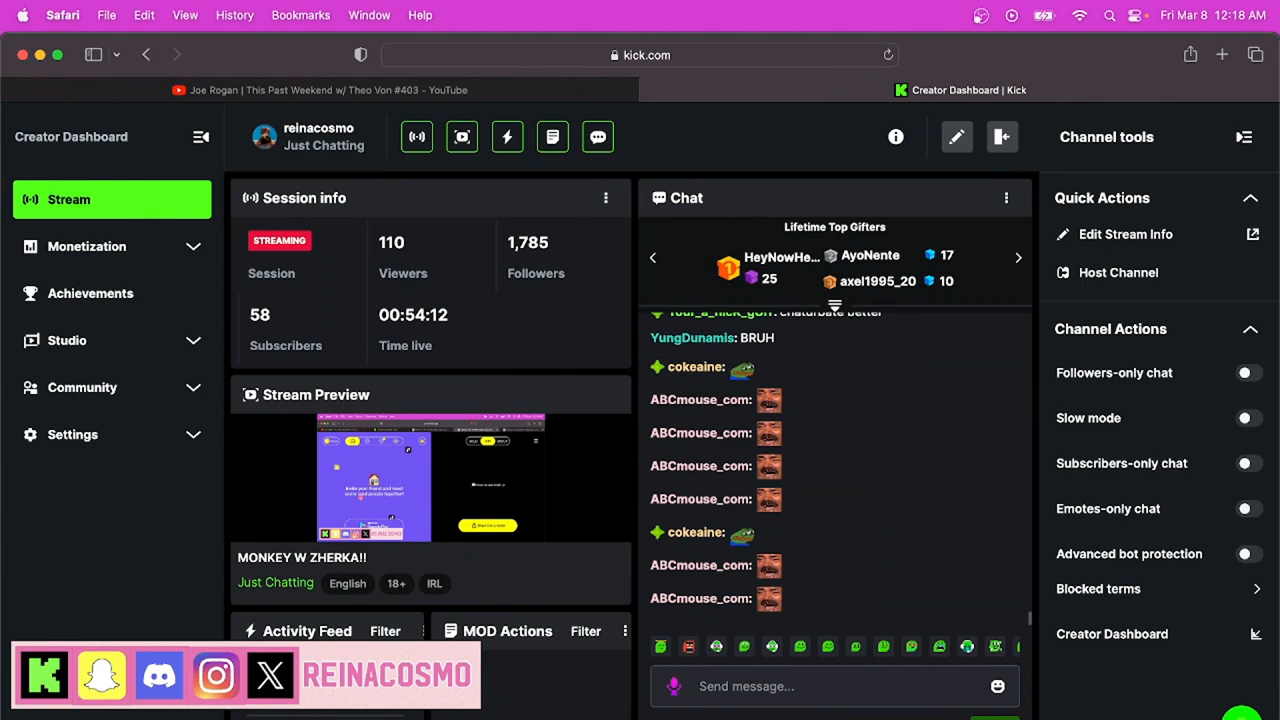 Safari File Edit View History Bookmarks Window Help Fri Mar 8 12:18 AM
kick.com
Joe Rogan | This Past Weekend w/ Theo Von #403 - YouTube
Creator Dashboard | Kick
Creator Dashboard
reinacosmo
Just Chatting
Channel tools
Stream
Monetization
Achievements
Studio
Community
Settings
Session info
STREAMING
Session
110
Viewers
1,785
Followers
58
Subscribers
00:54:12
Time live
Stream Preview
Invite your friend and meet
MONKEY W ZHERKA!!
Just Chatting English 18+ IRL
Activity Feed Filter
MOD Actions Filter
Chat
Lifetime Top Gifters
HeyNowHe... 25
AyoNente 17
axel1995_20 10
YungDunamis: BRUH
cokeaine:
ABCmouse_com:
ABCmouse_com:
ABCmouse_com:
ABCmouse_com:
cokeaine:
ABCmouse_com:
ABCmouse_com:
Send message...
Quick Actions
Edit Stream Info
Host Channel
Channel Actions
Followers-only chat
Slow mode
Subscribers-only chat
Emotes-only chat
Advanced bot protection
Blocked terms
Creator Dashboard
REINACOSMO